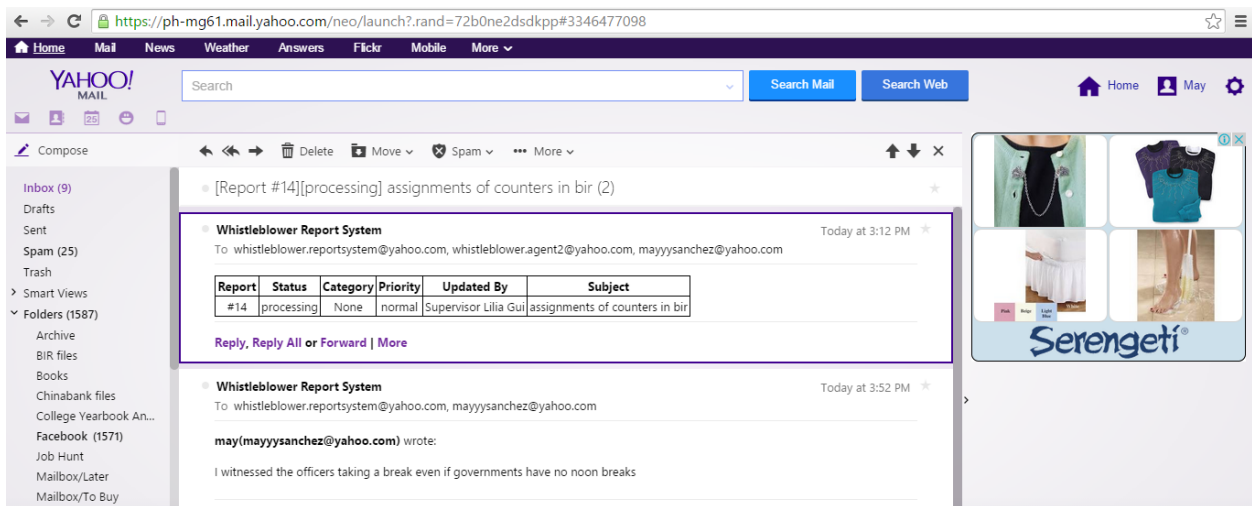 https://ph-mg61.mail.yahoo.com/neo/launch?.rand=72b0ne2dsdkpp#3346477098
Home Mail News Weather Answers Flickr Mobile More
YAHOO!
MAIL
Search
Search Mail
Search Web
Home
May
25
Compose
Delete Move Spam More
Inbox (9)
Drafts
Sent
Spam (25)
Trash
Smart Views
Folders (1587)
Archive
BIR files
Books
Chinabank files
College Yearbook An...
Facebook (1571)
Job Hunt
Mailbox/Later
Mailbox/To Buy
[Report #14][processing] assignments of counters in bir (2)
Whistleblower Report System
Today at 3:12 PM
To whistleblower.reportsystem@yahoo.com, whistleblower.agent2@yahoo.com, mayyysanchez@yahoo.com
Report Status Category Priority Updated By Subject
#14 processing None normal Supervisor Lilia Gui assignments of counters in bir
Reply, Reply All or Forward | More
Whistleblower Report System
Today at 3:52 PM
To whistleblower.reportsystem@yahoo.com, mayyysanchez@yahoo.com
may(mayyysanchez@yahoo.com) wrote:
I witnessed the officers taking a break even if governments have no noon breaks
Pink Beige Light Blue White
Serengeti®